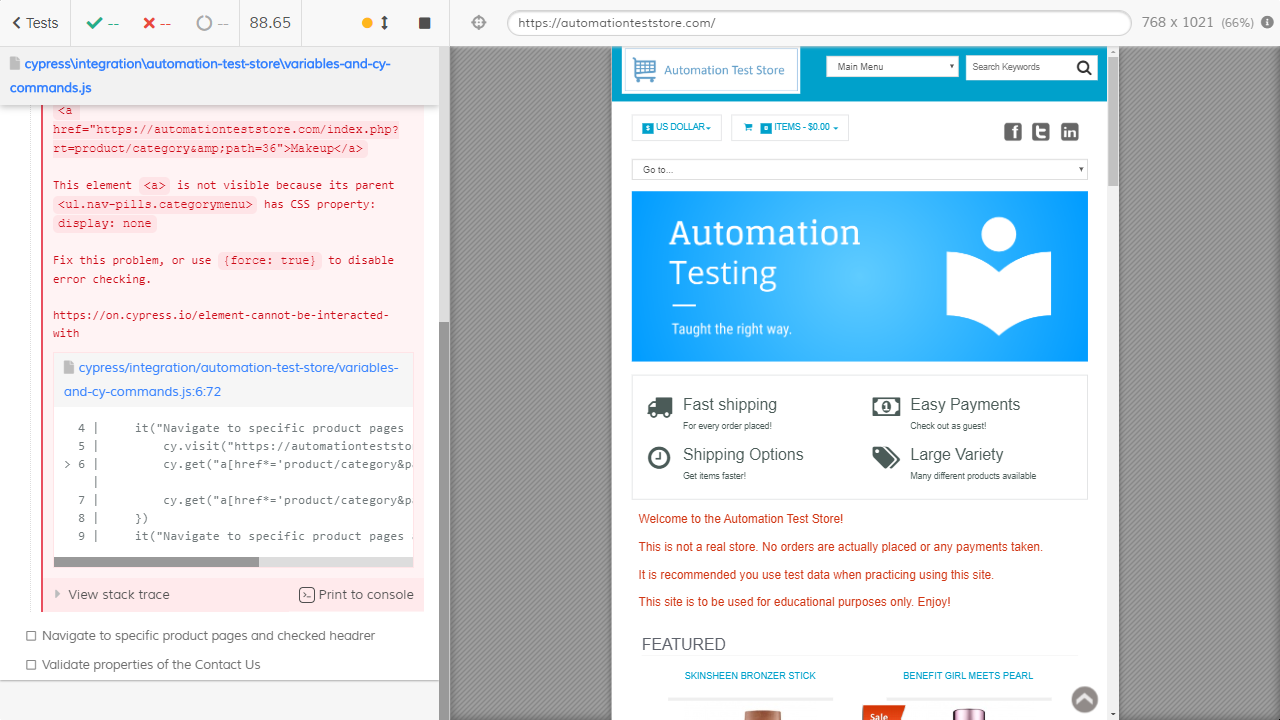 Tests
--
--
--
88.65
https://automationteststore.com/
768 x 1021 (66%)
cypress\integration\automation-test-store\variables-and-cy-
commands.js
<a
href="https://automationteststore.com/index.php?
rt=product/category&amp;path=36">Makeup</a>
This element <a> is not visible because its parent
<ul.nav-pills.categorymenu> has CSS property:
display: none
Fix this problem, or use {force: true} to disable
error checking.
https://on.cypress.io/element-cannot-be-interacted-
with
cypress/integration/automation-test-store/variables-
and-cy-commands.js:6:72
4 | it("Navigate to specific product pages
5 | cy.visit("https://automationteststo
> 6 | cy.get("a[href*='product/category&pa
|
7 | cy.get("a[href*='product/category&pa
8 | })
9 | it("Navigate to specific product pages
View stack trace
Print to console
Navigate to specific product pages and checked headrer
Validate properties of the Contact Us
Automation Test Store
Main Menu
Search Keywords
$ US DOLLAR
0 ITEMS - $0.00
Go to...
Automation
Testing
Taught the right way.
Fast shipping
For every order placed!
Easy Payments
Check out as guest!
Shipping Options
Get items faster!
Large Variety
Many different products available
Welcome to the Automation Test Store!
This is not a real store. No orders are actually placed or any payments taken.
It is recommended you use test data when practicing using this site.
This site is to be used for educational purposes only. Enjoy!
FEATURED
SKINSHEEN BRONZER STICK
BENEFIT GIRL MEETS PEARL
Sale